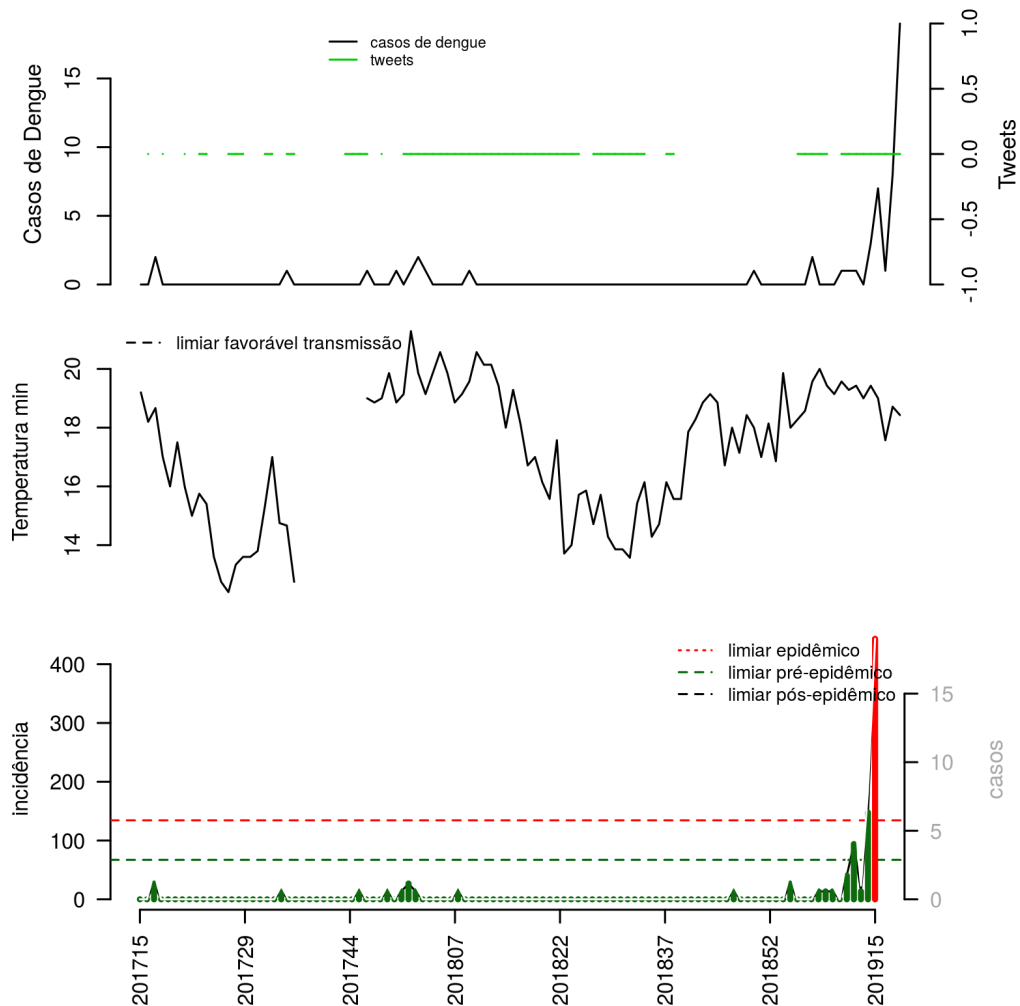 casos de dengue
tweets
Casos de Dengue
0
5
10
15
Tweets
-1.0
-0.5
0.0
0.5
1.0
limiar favorável transmissão
Temperatura min
14
16
18
20
limiar epidêmico
limiar pré-epidêmico
limiar pós-epidêmico
incidência
0
100
200
300
400
casos
0
5
10
15
201715
201729
201744
201807
201822
201837
201852
201915